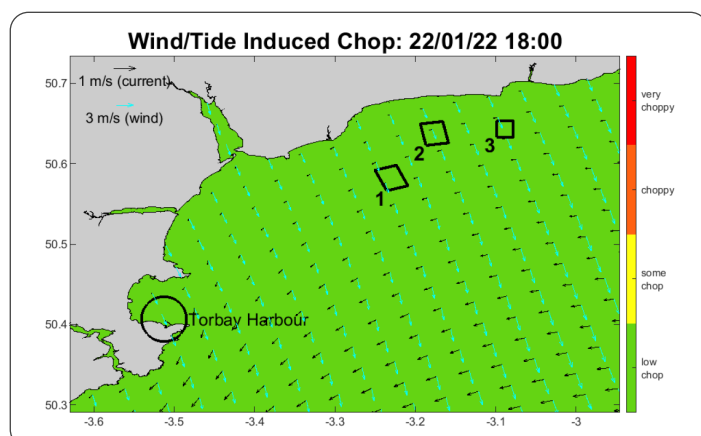 Wind/Tide Induced Chop: 22/01/22 18:00
50.7
50.6
50.5
50.4
50.3
1 m/s (current)
3 m/s (wind)
1
2
3
Torbay Harbour
-3.6
-3.5
-3.4
-3.3
-3.2
-3.1
-3
very
choppy
choppy
some
chop
low
chop